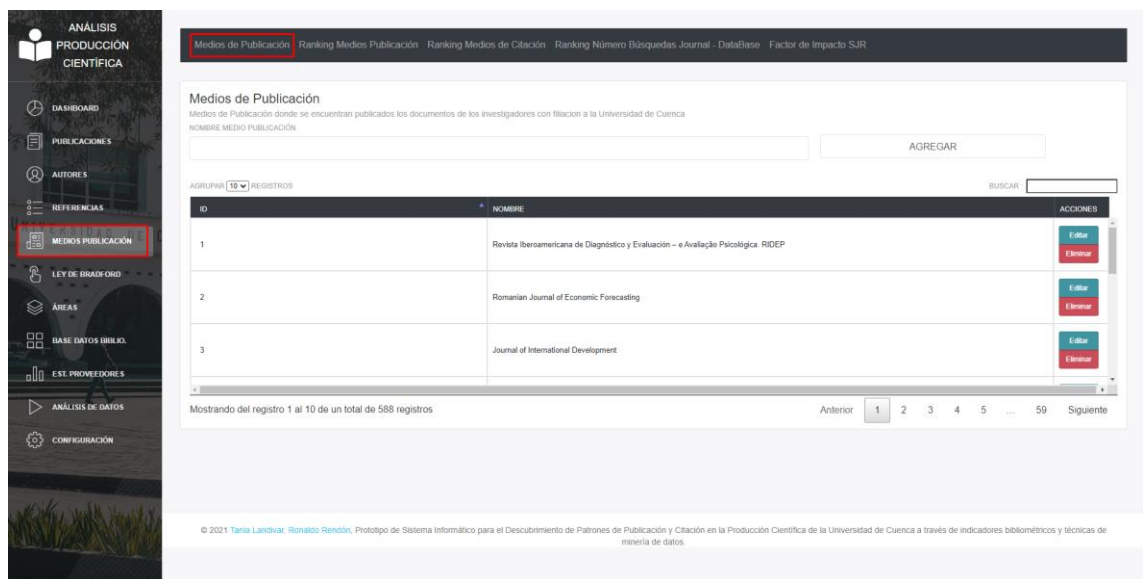 ANÁLISIS
PRODUCCIÓN
CIENTÍFICA
DASHBOARD
PUBLICACIONES
AUTORES
REFERENCIAS
MEDIOS PUBLICACIÓN
LEY DE BRADFORD
ÁREAS
BASE DATOS BIBLIO.
EST. PROVEEDORES
ANÁLISIS DE DATOS
CONFIGURACIÓN
Medios de Publicación Ranking Medios Publicación Ranking Medios de Citación Ranking Número Búsquedas Journal - DataBase Factor de Impacto SJR
Medios de Publicación
Medios de Publicación donde se encuentran publicados los documentos de los investigadores con filiacion a la Universidad de Cuenca
NOMBRE MEDIO PUBLICACIÓN
AGREGAR
AGRUPAR 10 REGISTROS BUSCAR :
ID NOMBRE ACCIONES
1 Revista Iberoamericana de Diagnóstico y Evaluación – e Avaliação Psicológica. RIDEP Editar Eliminar
2 Romanian Journal of Economic Forecasting Editar Eliminar
3 Journal of International Development Editar Eliminar
Mostrando del registro 1 al 10 de un total de 588 registros Anterior 1 2 3 4 5 ... 59 Siguiente
© 2021 Tania Landivar, Ronaldo Rendón, Prototipo de Sistema Informático para el Descubrimiento de Patrones de Publicación y Citación en la Producción Científica de la Universidad de Cuenca a través de indicadores bibliométricos y técnicas de
minería de datos.